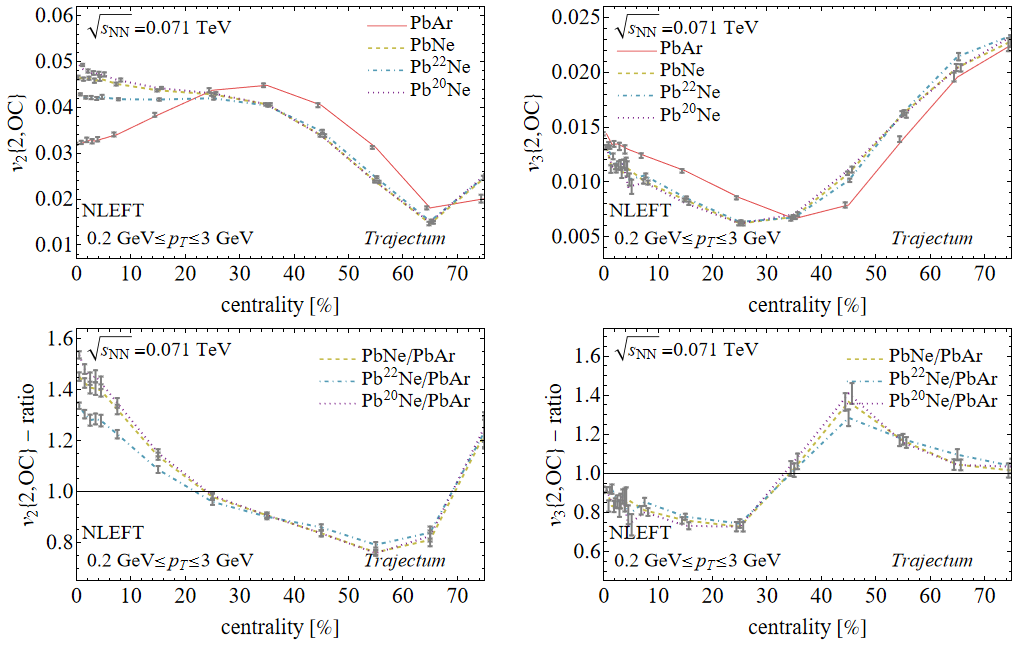 √sNN =0.071 TeV
PbAr
PbNe
Pb²²Ne
Pb²⁰Ne
v₂{2,OC}
0.06
0.05
0.04
0.03
0.02
0.01
NLEFT
0.2 GeV≤pT≤3 GeV
Trajectum
0 10 20 30 40 50 60 70
centrality [%]
√sNN =0.071 TeV
PbAr
PbNe
Pb²²Ne
Pb²⁰Ne
v₃{2,OC}
0.025
0.020
0.015
0.010
0.005
NLEFT
0.2 GeV≤pT≤3 GeV
Trajectum
0 10 20 30 40 50 60 70
centrality [%]
√sNN =0.071 TeV
PbNe/PbAr
Pb²²Ne/PbAr
Pb²⁰Ne/PbAr
v₂{2,OC} − ratio
1.6
1.4
1.2
1.0
0.8
NLEFT
0.2 GeV≤pT≤3 GeV
Trajectum
0 10 20 30 40 50 60 70
centrality [%]
√sNN =0.071 TeV
PbNe/PbAr
Pb²²Ne/PbAr
Pb²⁰Ne/PbAr
v₃{2,OC} − ratio
1.6
1.4
1.2
1.0
0.8
0.6
NLEFT
0.2 GeV≤pT≤3 GeV
Trajectum
0 10 20 30 40 50 60 70
centrality [%]